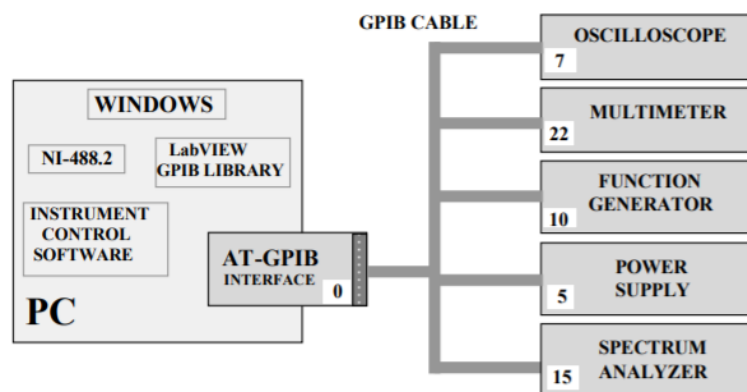 GPIB CABLE
WINDOWS
NI-488.2
LabVIEW
GPIB LIBRARY
INSTRUMENT
CONTROL
SOFTWARE
PC
AT-GPIB
INTERFACE
0
OSCILLOSCOPE
7
MULTIMETER
22
FUNCTION
GENERATOR
10
POWER
SUPPLY
5
SPECTRUM
ANALYZER
15